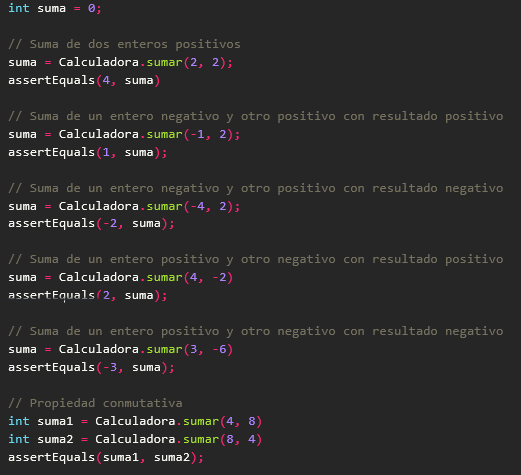 int suma = 0;
// Suma de dos enteros positivos
suma = Calculadora.sumar(2, 2);
assertEquals(4, suma)
// Suma de un entero negativo y otro positivo con resultado positivo
suma = Calculadora.sumar(-1, 2);
assertEquals(1, suma);
// Suma de un entero negativo y otro positivo con resultado negativo
suma = Calculadora.sumar(-4, 2);
assertEquals(-2, suma);
// Suma de un entero positivo y otro negativo con resultado positivo
suma = Calculadora.sumar(4, -2)
assertEquals(2, suma);
// Suma de un entero positivo y otro negativo con resultado negativo
suma = Calculadora.sumar(3, -6)
assertEquals(-3, suma);
// Propiedad conmutativa
int suma1 = Calculadora.sumar(4, 8)
int suma2 = Calculadora.sumar(8, 4)
assertEquals(suma1, suma2);